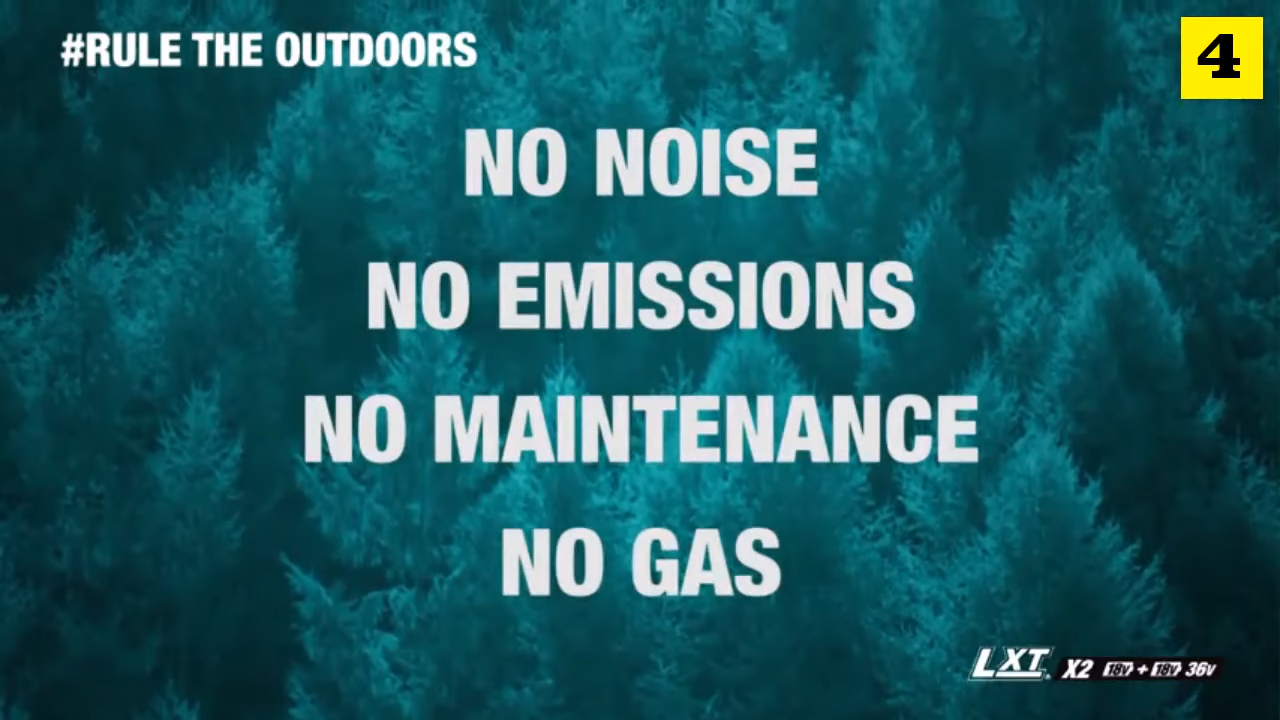 #RULE THE OUTDOORS
4
NO NOISE
NO EMISSIONS
NO MAINTENANCE
NO GAS
LXT X2 18V + 18V 36V